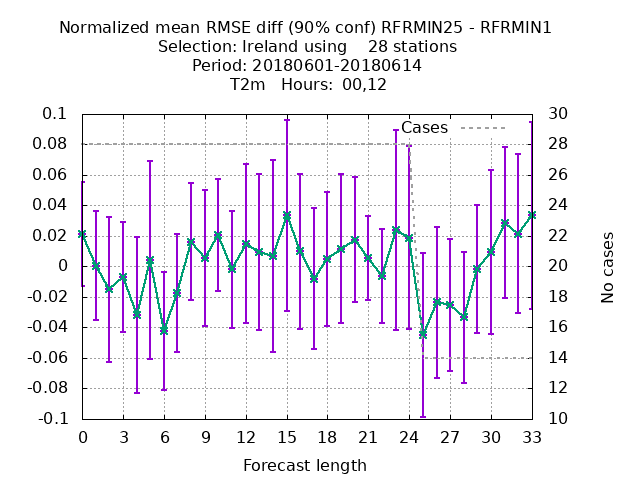 Normalized mean RMSE diff (90% conf) RFRMIN25 - RFRMIN1
Selection: Ireland using    28 stations
Period: 20180601-20180614
T2m   Hours: 00,12
Cases
0.1
0.08
0.06
0.04
0.02
0
-0.02
-0.04
-0.06
-0.08
-0.1
30
28
26
24
22
20
18
16
14
12
10
No cases
0 3 6 9 12 15 18 21 24 27 30 33
Forecast length